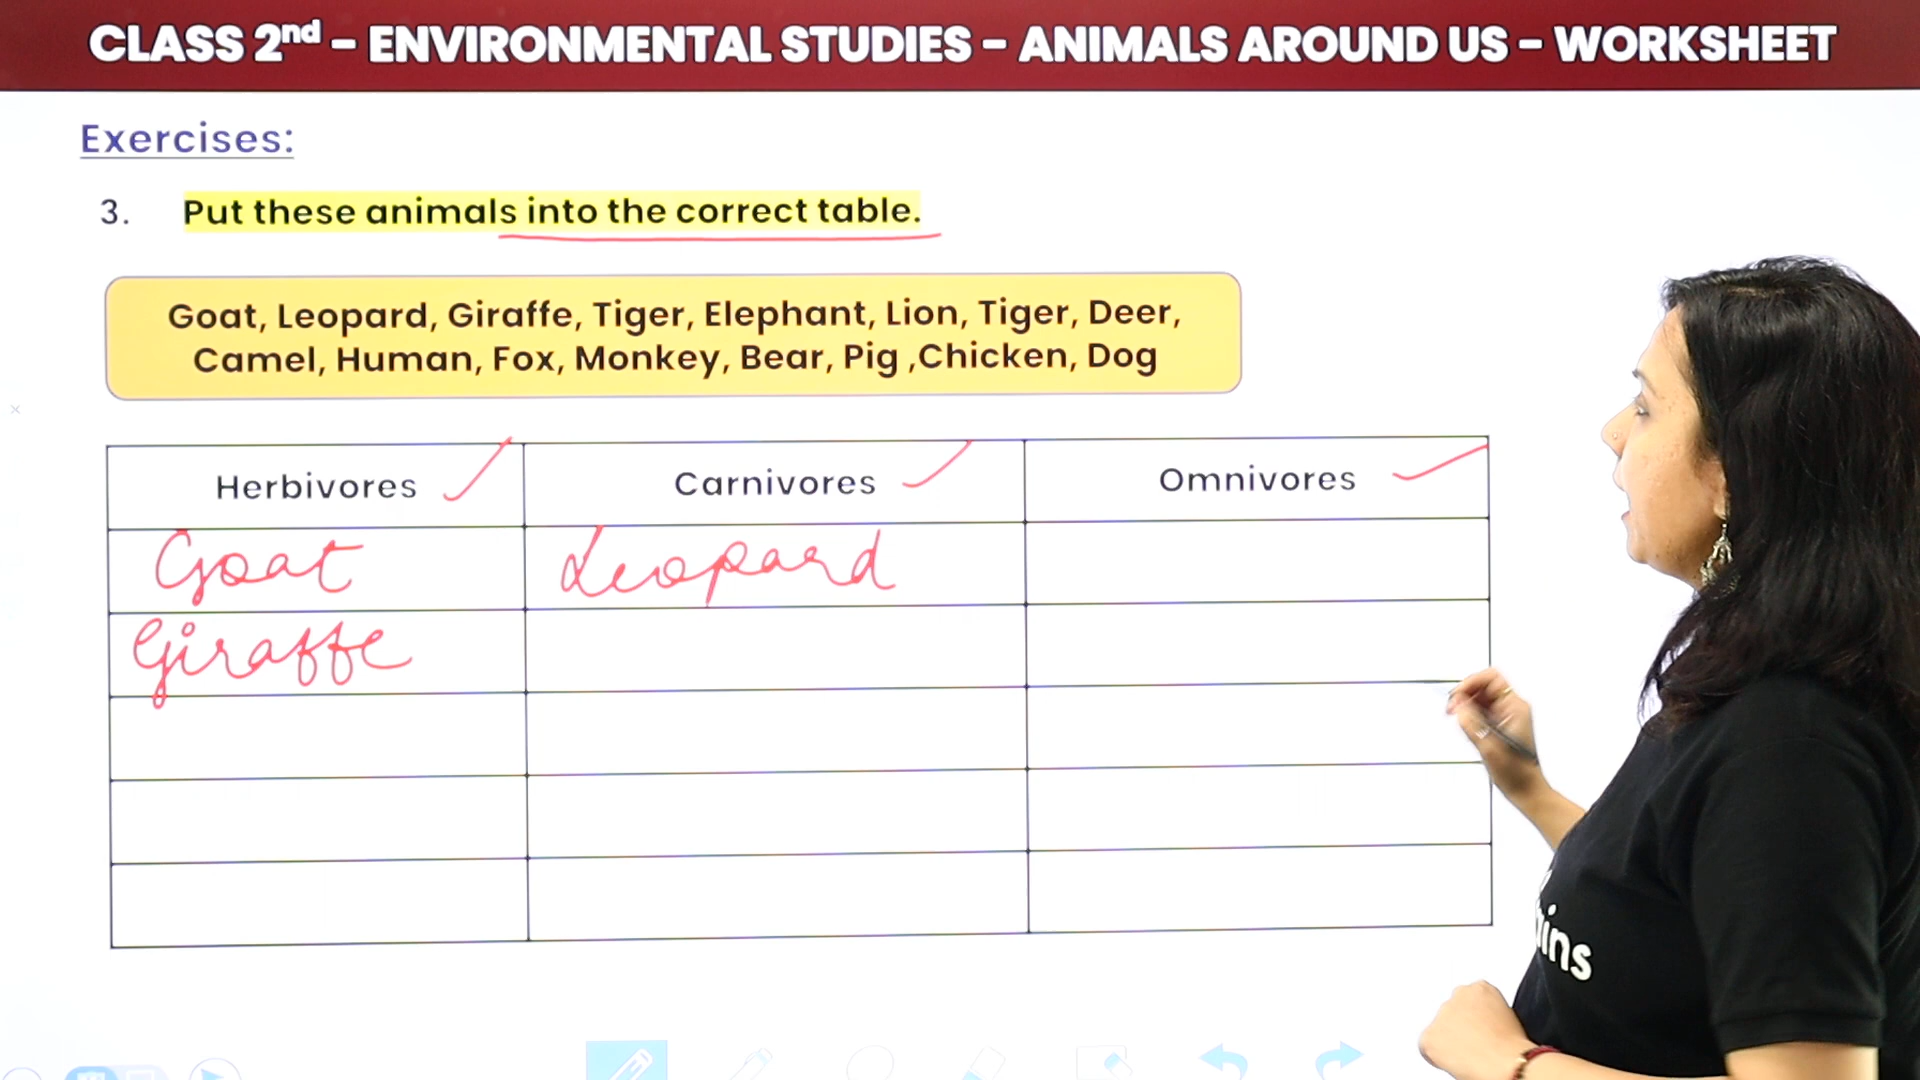 CLASS 2nd – ENVIRONMENTAL STUDIES – ANIMALS AROUND US – WORKSHEET
Exercises:
3. Put these animals into the correct table.
Goat, Leopard, Giraffe, Tiger, Elephant, Lion, Tiger, Deer,
Camel, Human, Fox, Monkey, Bear, Pig ,Chicken, Dog
Herbivores Carnivores Omnivores
Goat Leopard
Giraffe